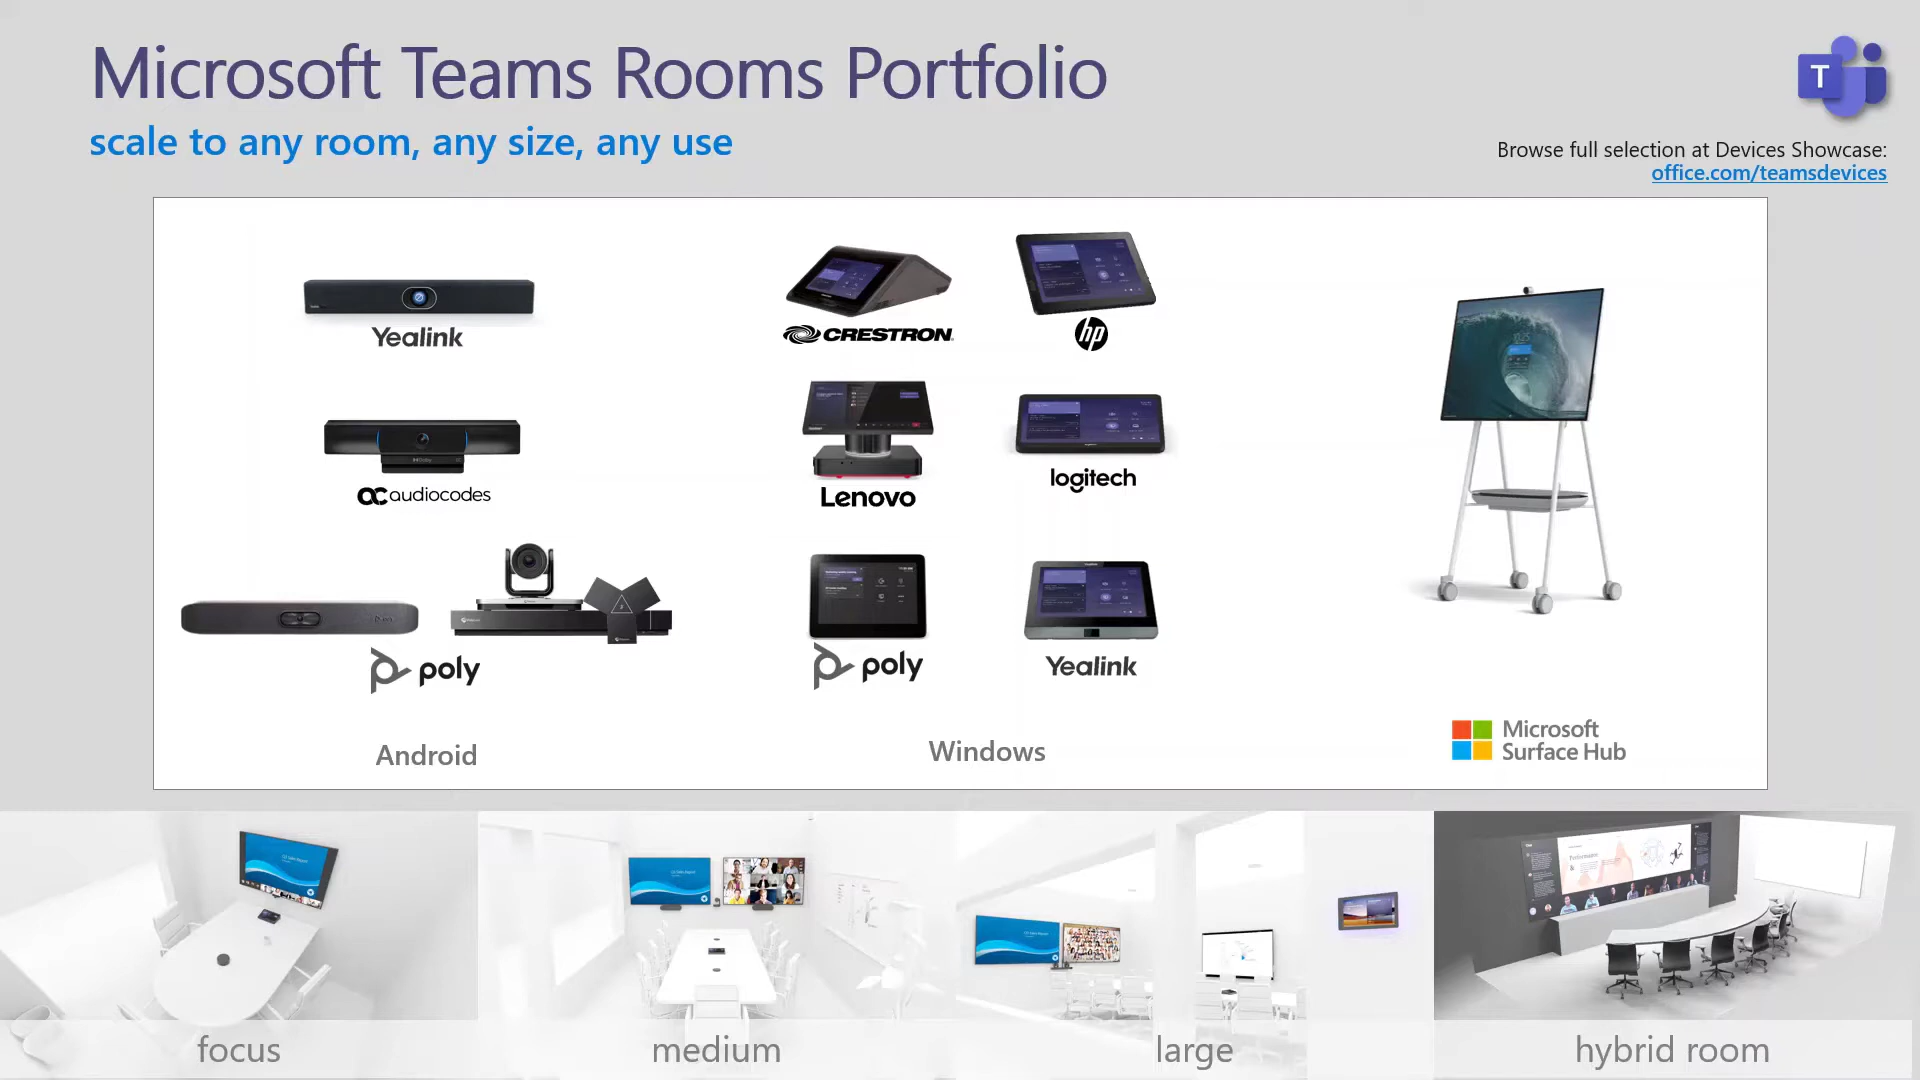 Microsoft Teams Rooms Portfolio
scale to any room, any size, any use
T
Browse full selection at Devices Showcase:
office.com/teamsdevices
Yealink
audiocodes
poly
Android
CRESTRON
hp
Lenovo
logitech
poly
Yealink
Windows
Microsoft
Surface Hub
focus
medium
large
hybrid room